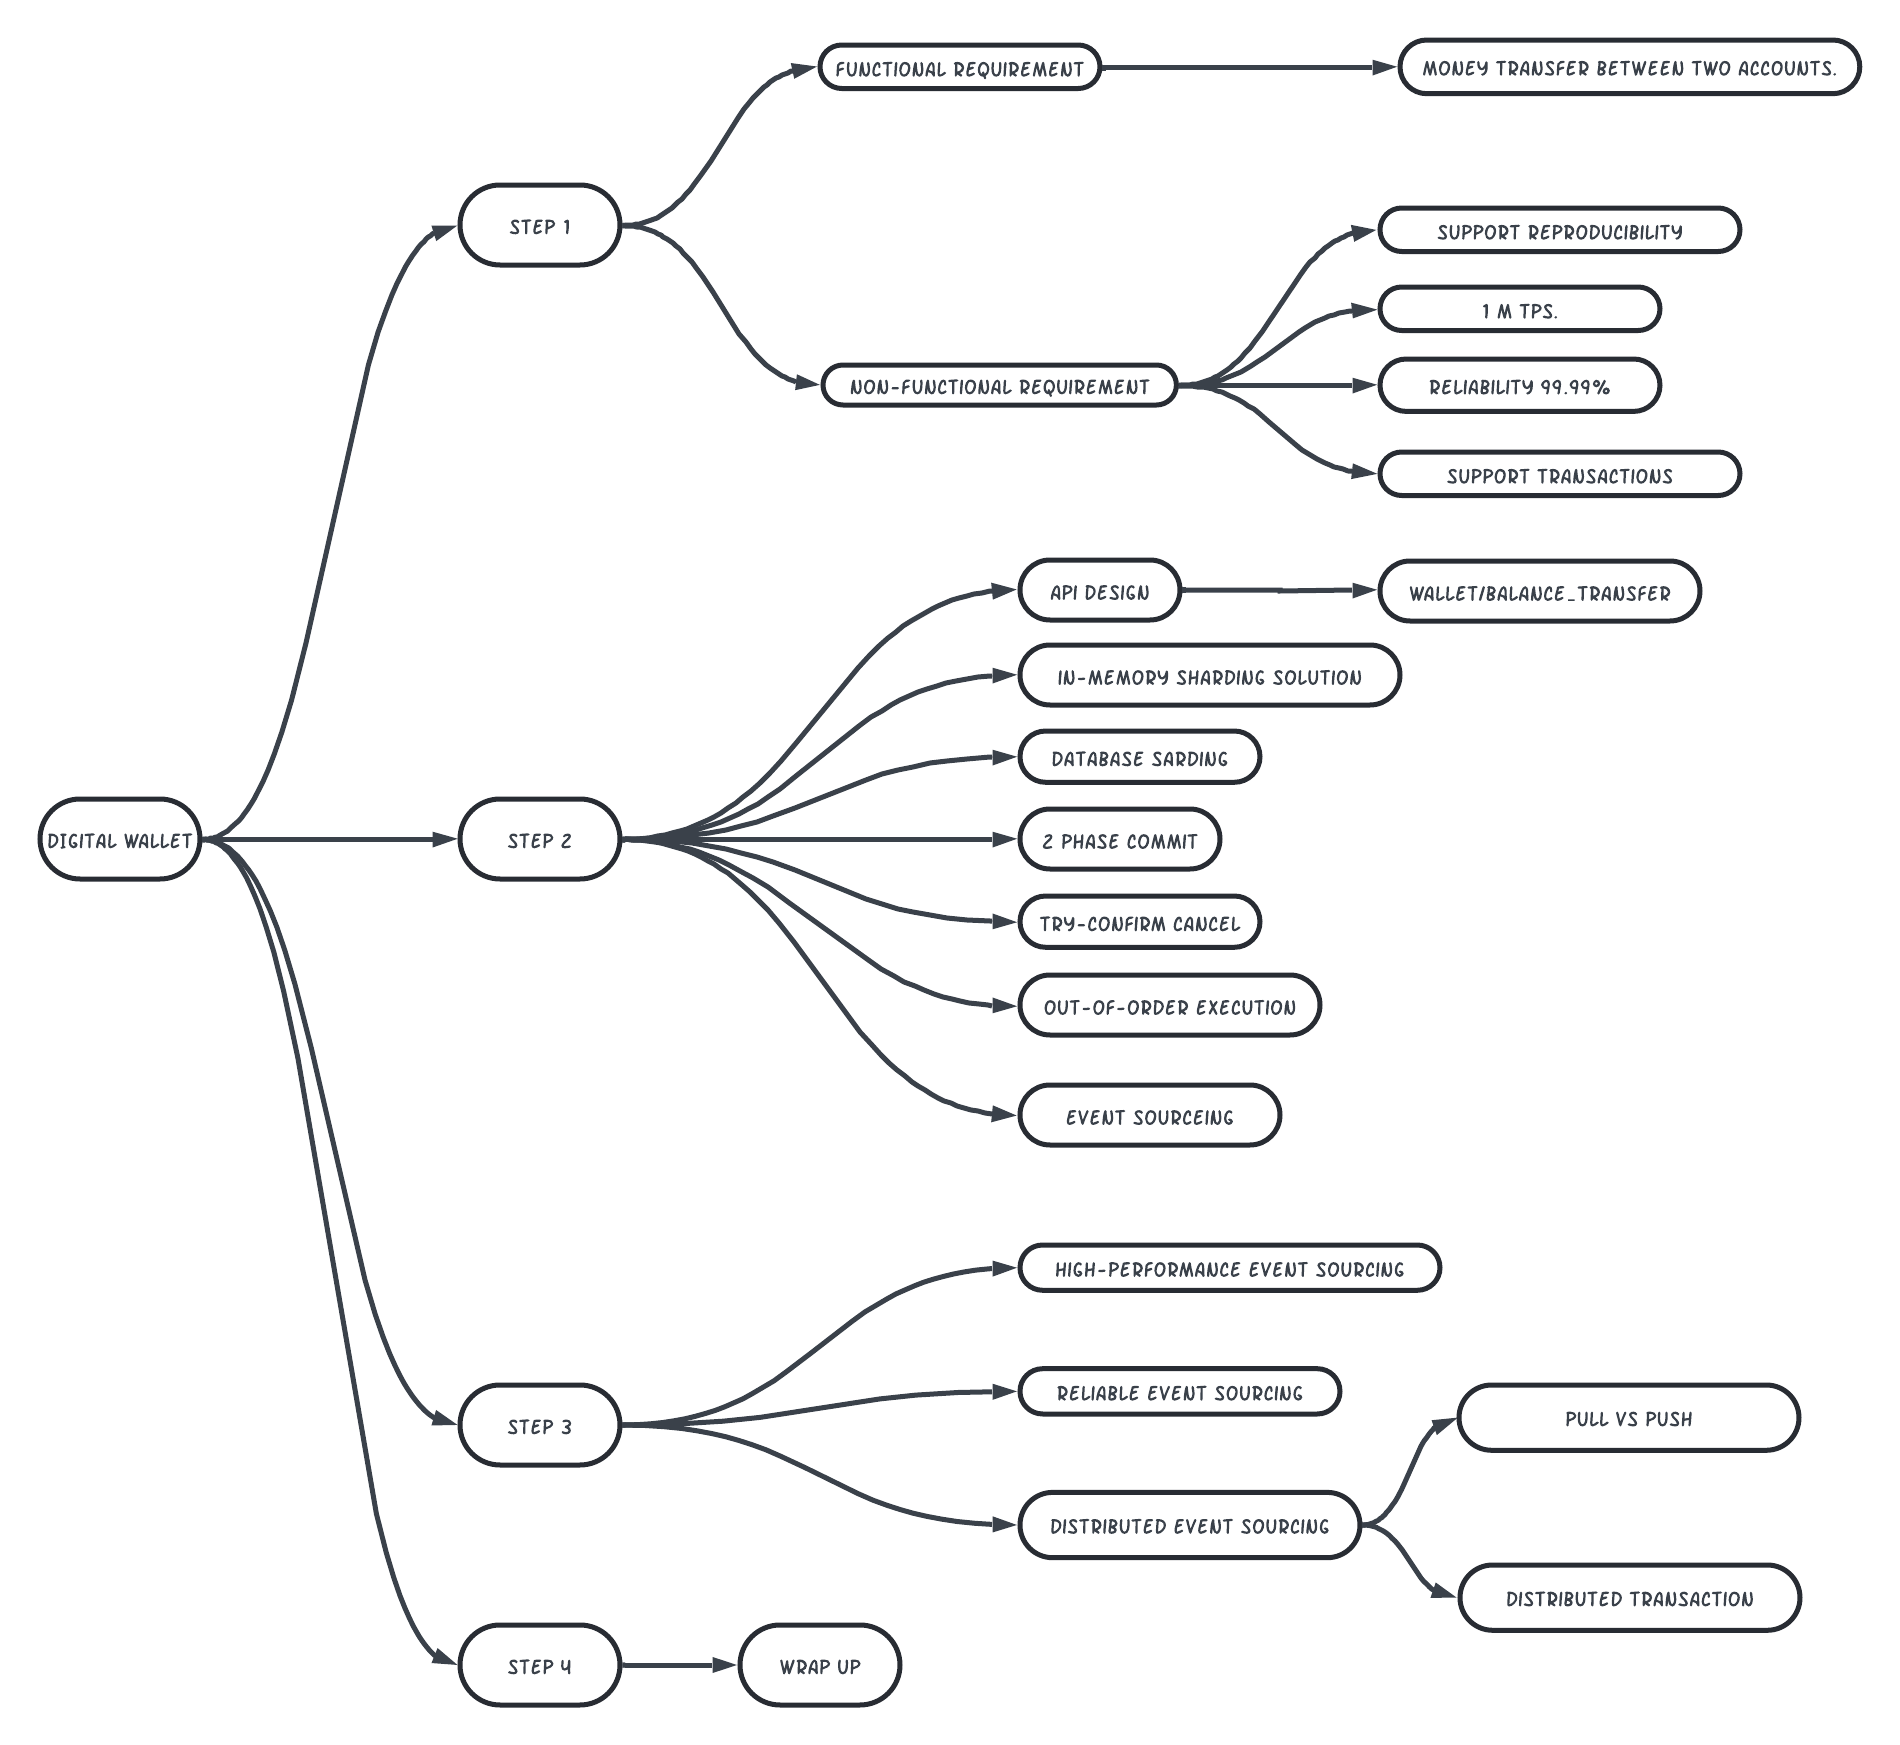 FUNCTIONAL REQUIREMENT
MONEY TRANSFER BETWEEN TWO ACCOUNTS.
STEP 1
SUPPORT REPRODUCIBILITY
1 M TPS.
NON-FUNCTIONAL REQUIREMENT
RELIABILITY 99.99%
SUPPORT TRANSACTIONS
API DESIGN
WALLET/BALANCE_TRANSFER
IN-MEMORY SHARDING SOLUTION
DATABASE SARDING
DIGITAL WALLET
STEP 2
2 PHASE COMMIT
TRY-CONFIRM CANCEL
OUT-OF-ORDER EXECUTION
EVENT SOURCEING
HIGH-PERFORMANCE EVENT SOURCING
RELIABLE EVENT SOURCING
STEP 3
PULL VS PUSH
DISTRIBUTED EVENT SOURCING
DISTRIBUTED TRANSACTION
STEP 4
WRAP UP